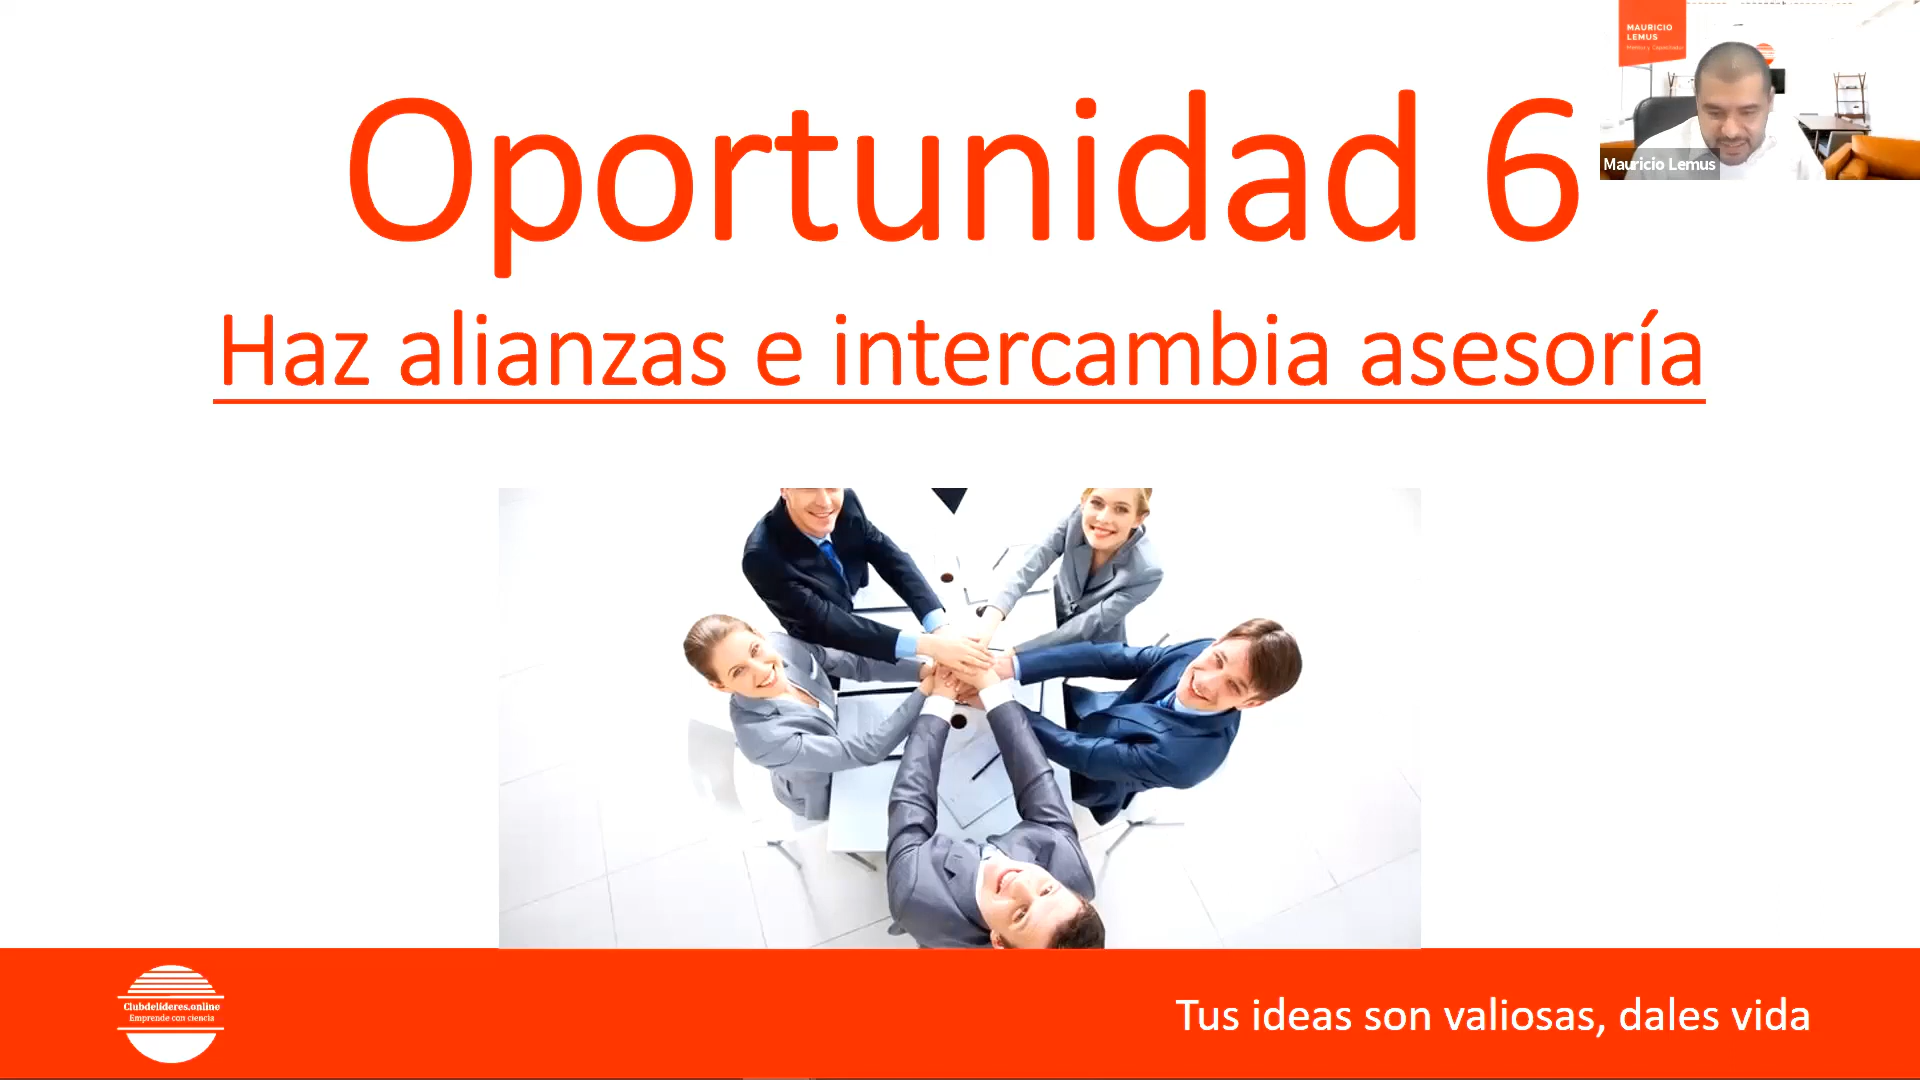 Oportunidad 6
Haz alianzas e intercambia asesoría
MAURICIO
LEMUS
Mauricio Lemus
Clubdelideres.online
Emprende con ciencia
Tus ideas son valiosas, dales vida